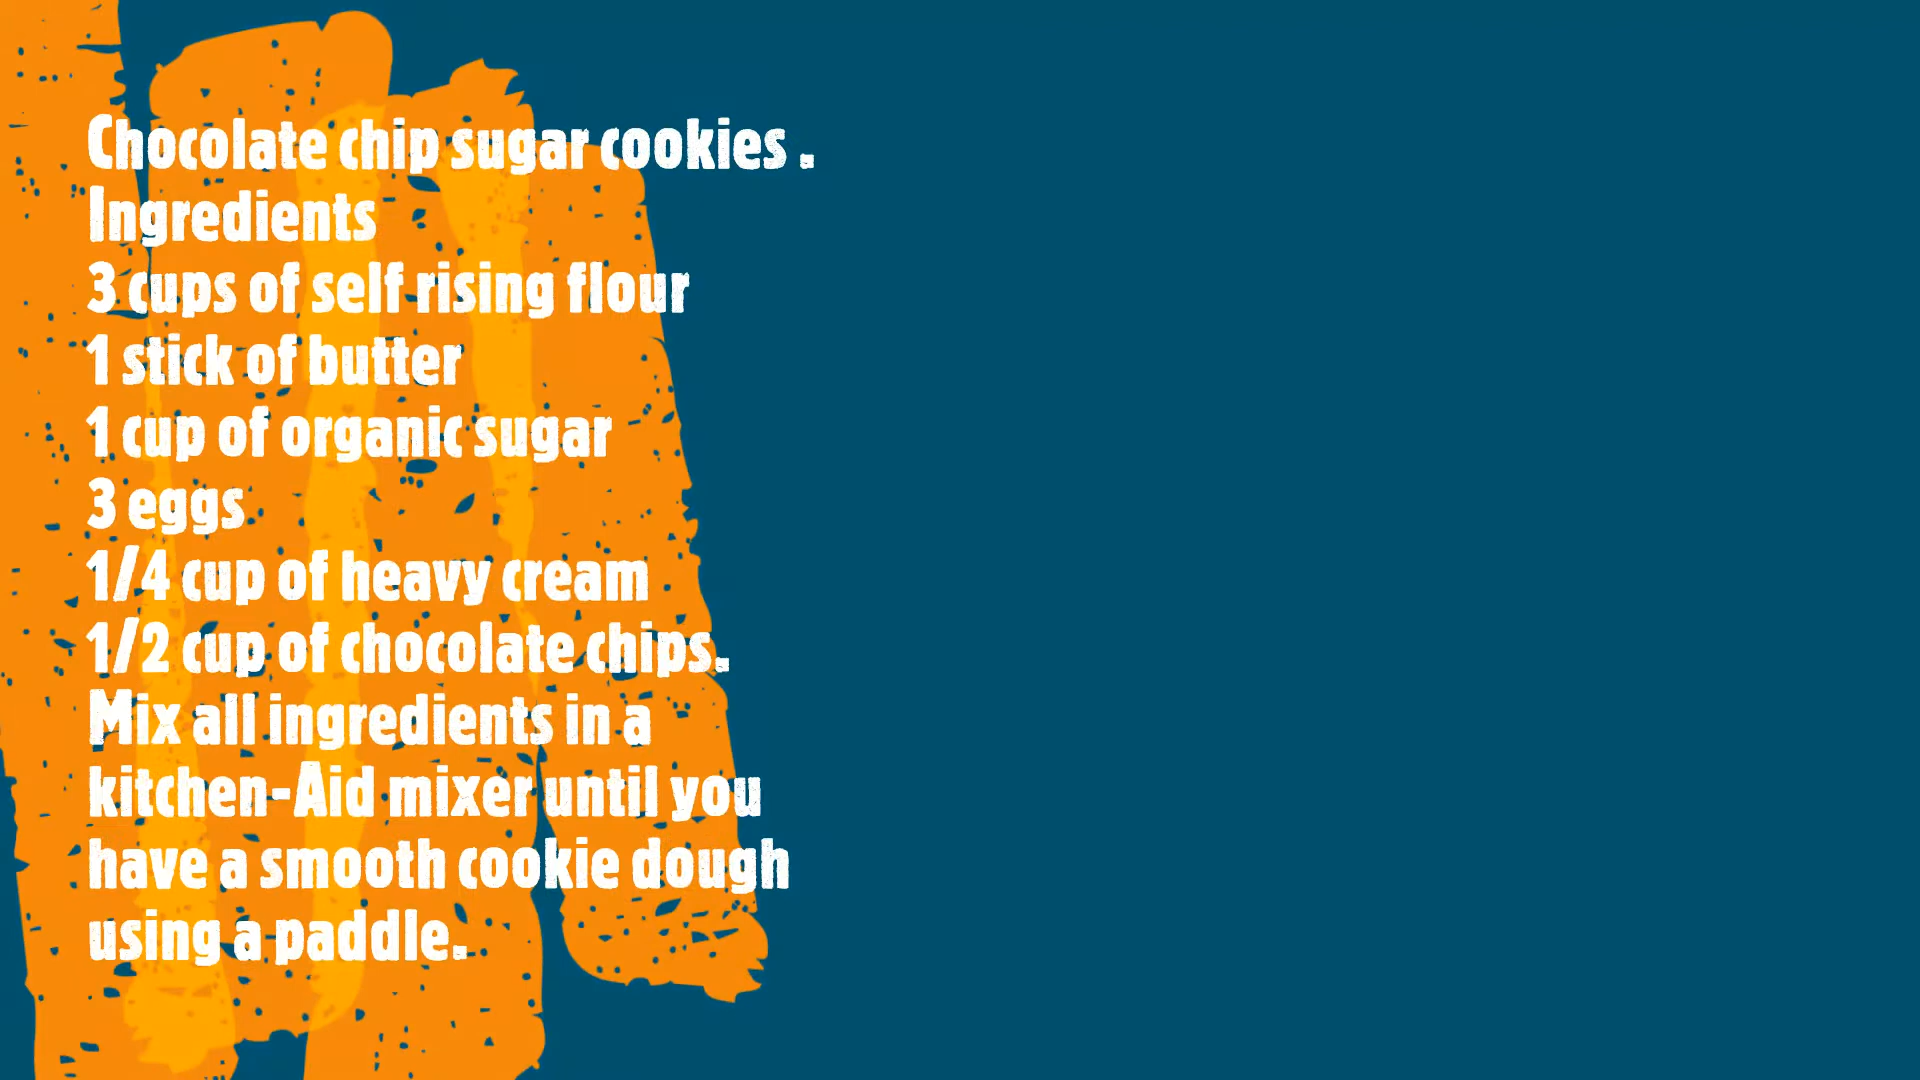 Chocolate chip sugar cookies .
Ingredients
3 cups of self rising flour
1 stick of butter
1 cup of organic sugar
3 eggs
1/4 cup of heavy cream
1/2 cup of chocolate chips.
Mix all ingredients in a
kitchen-Aid mixer until you
have a smooth cookie dough
using a paddle.